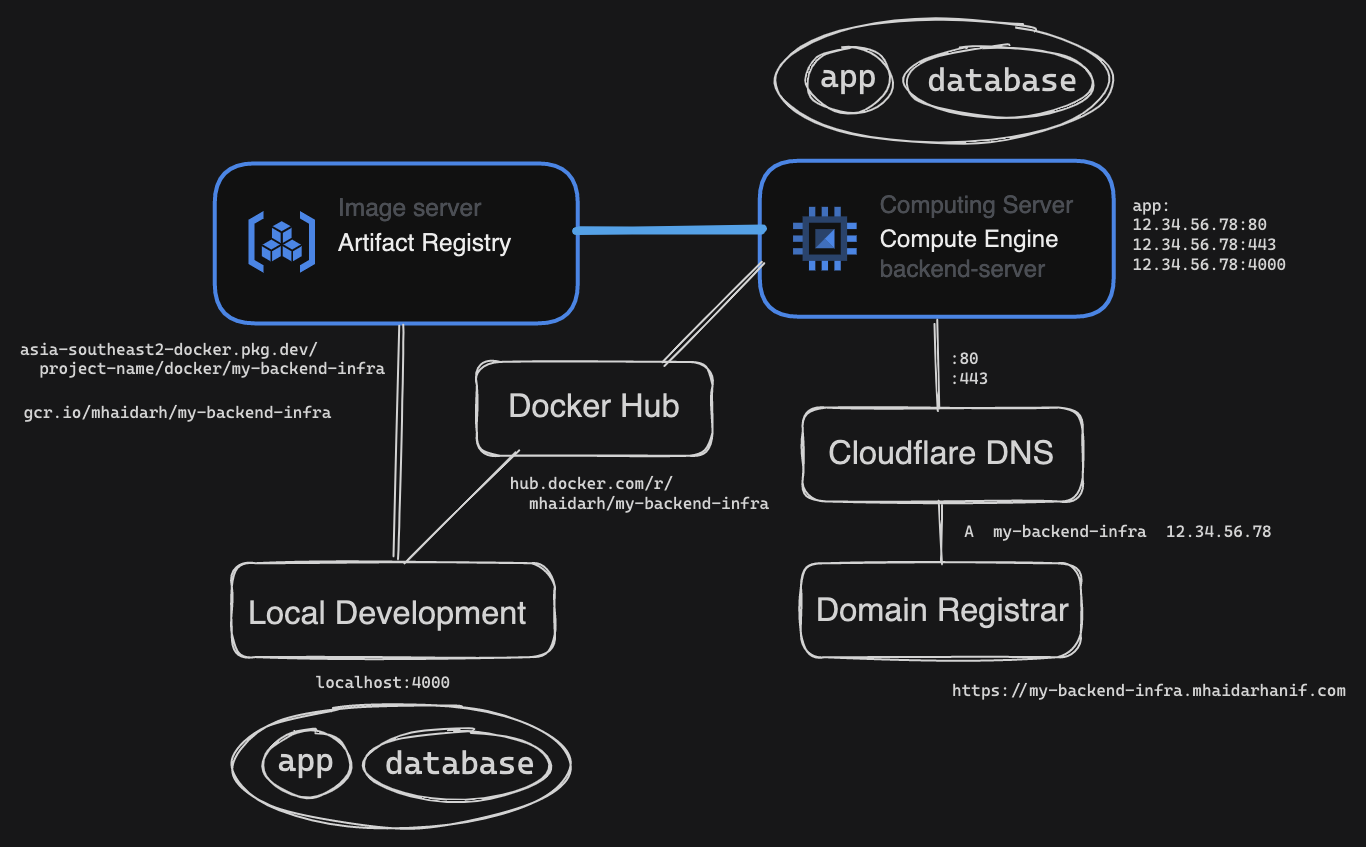 app
database
Image server
Artifact Registry
Computing Server
Compute Engine
backend-server
app:
12.34.56.78:80
12.34.56.78:443
12.34.56.78:4000
asia-southeast2-docker.pkg.dev/
project-name/docker/my-backend-infra
gcr.io/mhaidarh/my-backend-infra
Docker Hub
hub.docker.com/r/
mhaidarh/my-backend-infra
:80
:443
Cloudflare DNS
A my-backend-infra 12.34.56.78
Local Development
Domain Registrar
localhost:4000
https://my-backend-infra.mhaidarhanif.com
app
database